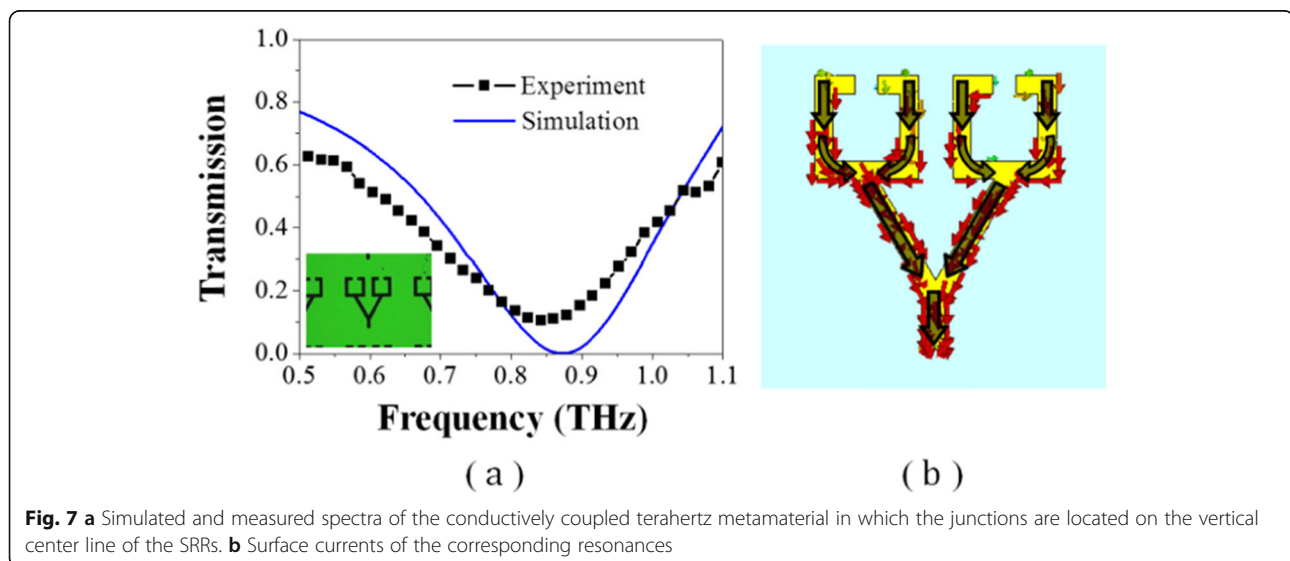 1.0
0.8
0.6
0.4
0.2
0.0
Transmission
Experiment
Simulation
0.5 0.6 0.7 0.8 0.9 1.0 1.1
Frequency (THz)
( a )
( b )
Fig. 7 a Simulated and measured spectra of the conductively coupled terahertz metamaterial in which the junctions are located on the vertical
center line of the SRRs. b Surface currents of the corresponding resonances